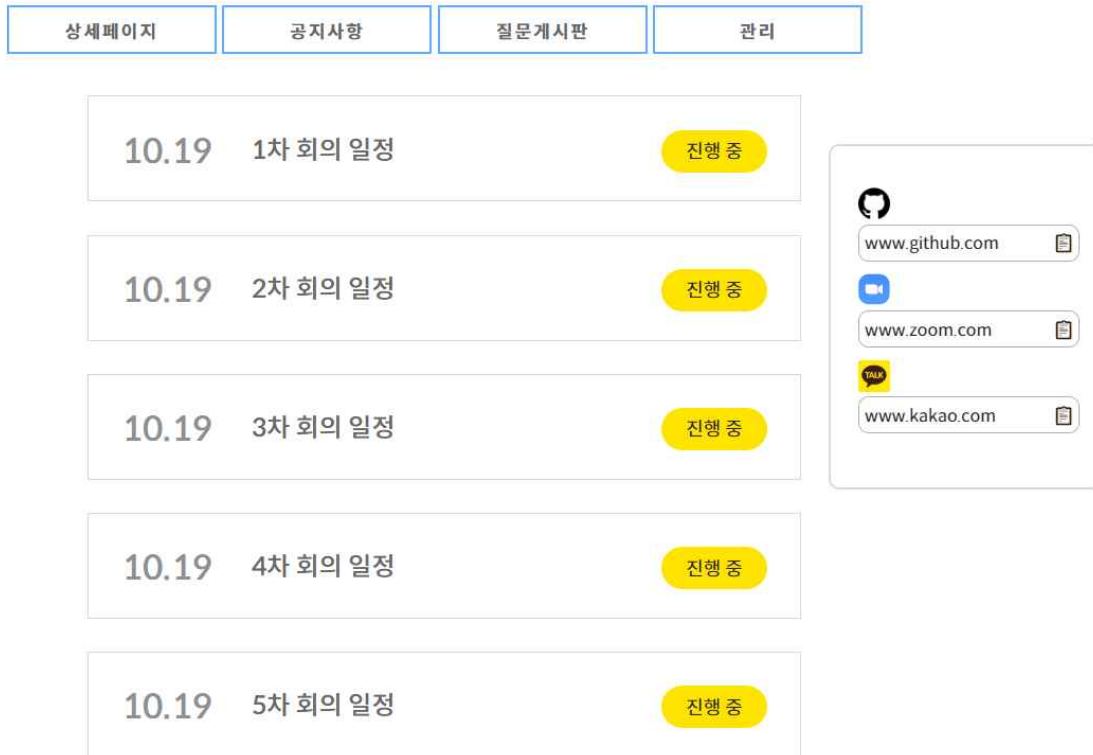 상세페이지 공지사항 질문게시판 관리
10.19 1차 회의 일정 진행 중
10.19 2차 회의 일정 진행 중
10.19 3차 회의 일정 진행 중
10.19 4차 회의 일정 진행 중
10.19 5차 회의 일정 진행 중
www.github.com
www.zoom.com
TALK
www.kakao.com